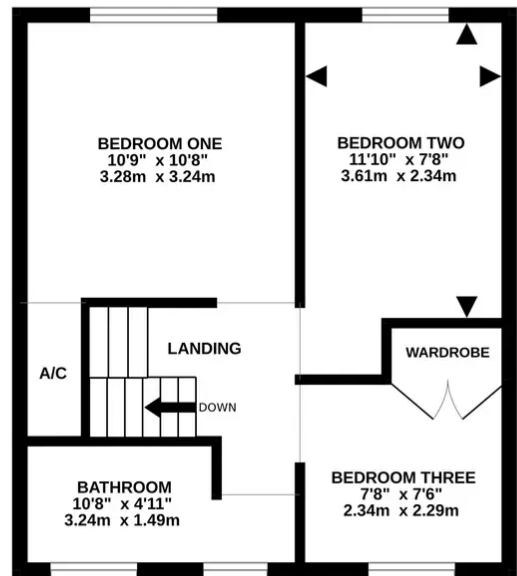 BEDROOM ONE
10'9" x 10'8"
3.28m x 3.24m
BEDROOM TWO
11'10" x 7'8"
3.61m x 2.34m
LANDING
WARDROBE
A/C
DOWN
BATHROOM
10'8" x 4'11"
3.24m x 1.49m
BEDROOM THREE
7'8" x 7'6"
2.34m x 2.29m